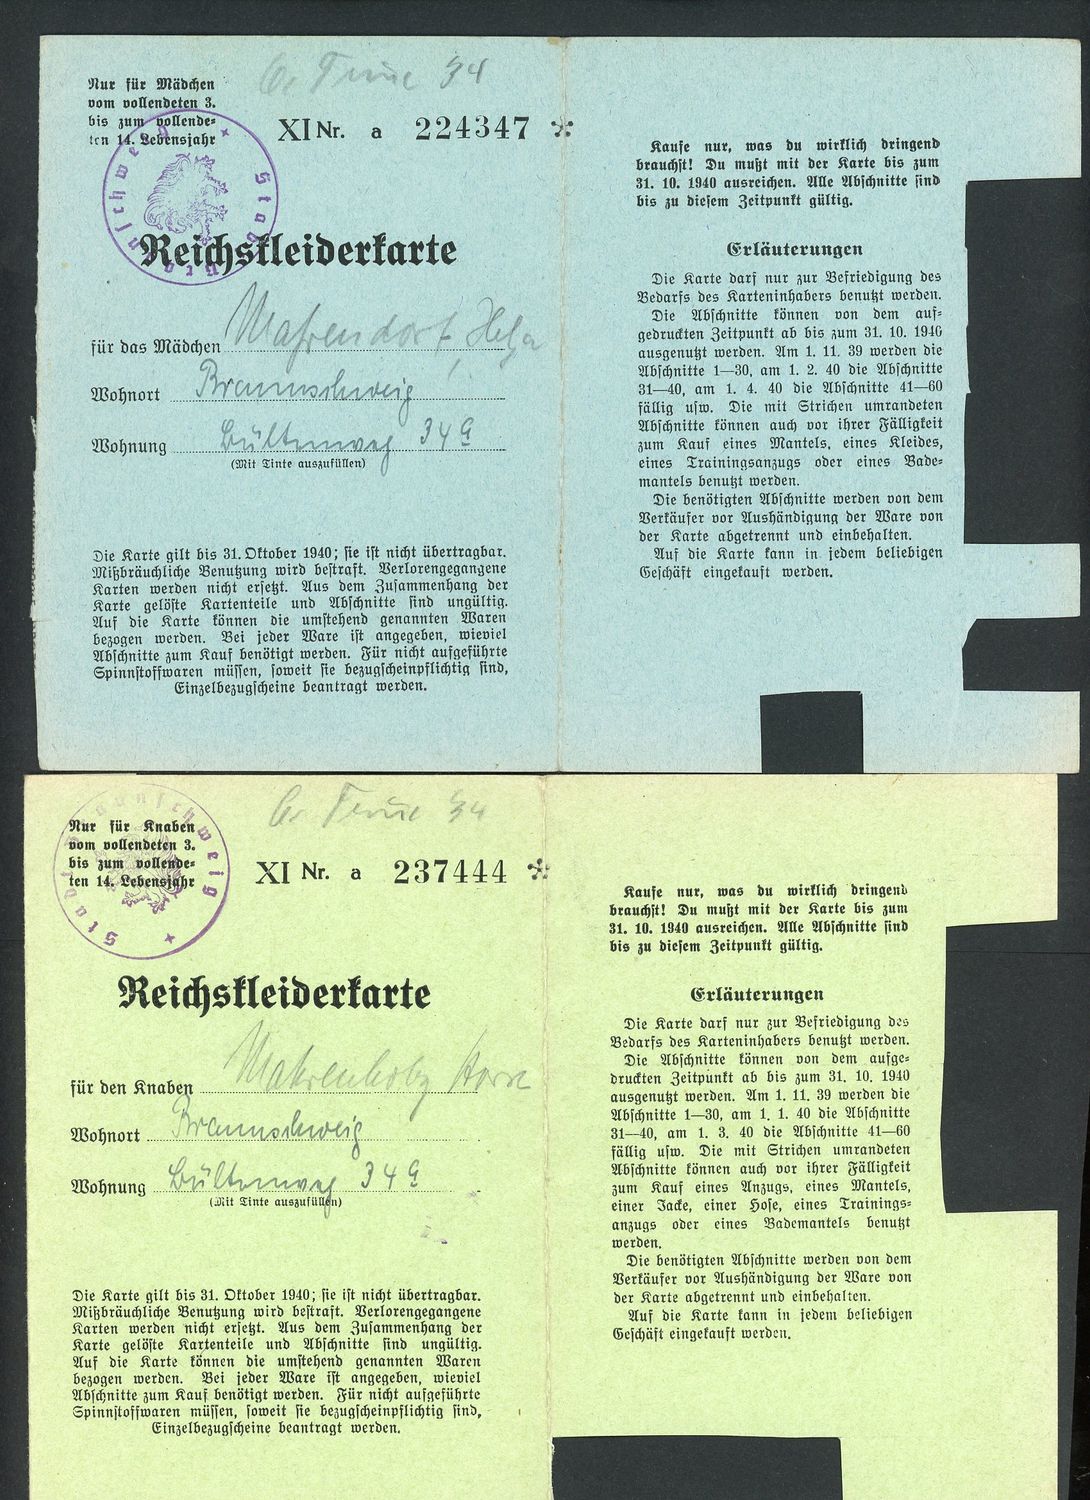 Nur für Mädchen
vom vollendeten 3.
bis zum vollende-
ten 14. Lebensjahr
34
XI Nr. a 224347
Stadt Braunschweig
Reichskleiderkarte
für das Mädchen Helga
Wohnort Braunschweig
Wohnung Bültenweg 34a
(Mit Tinte auszufüllen)
Die Karte gilt bis 31. Oktober 1940; sie ist nicht übertragbar.
Mißbräuchliche Benutzung wird bestraft. Verlorengegangene
Karten werden nicht ersetzt. Aus dem Zusammenhang der
Karte gelöste Kartenteile und Abschnitte sind ungültig.
Auf die Karte können die umstehend genannten Waren
bezogen werden. Bei jeder Ware ist angegeben, wieviel
Abschnitte zum Kauf benötigt werden. Für nicht aufgeführte
Spinnstoffwaren müssen, soweit sie bezugscheinpflichtig sind,
Einzelbezugscheine beantragt werden.
Kaufe nur, was du wirklich dringend
brauchst! Du mußt mit der Karte bis zum
31. 10. 1940 ausreichen. Alle Abschnitte sind
bis zu diesem Zeitpunkt gültig.
Erläuterungen
Die Karte darf nur zur Befriedigung des
Bedarfs des Karteninhabers benutzt werden.
Die Abschnitte können von dem auf-
gedruckten Zeitpunkt ab bis zum 31. 10. 1940
ausgenutzt werden. Am 1. 11. 39 werden die
Abschnitte 1—30, am 1. 2. 40 die Abschnitte
31—40, am 1. 4. 40 die Abschnitte 41—60
fällig usw. Die mit Strichen umrandeten
Abschnitte können auch vor ihrer Fälligkeit
zum Kauf eines Mantels, eines Kleides,
eines Trainingsanzugs oder eines Bade-
mantels benutzt werden.
Die benötigten Abschnitte werden von dem
Verkäufer vor Aushändigung der Ware von
der Karte abgetrennt und einbehalten.
Auf die Karte kann in jedem beliebigen
Geschäft eingekauft werden.
Nur für Knaben
vom vollendeten 3.
bis zum vollende-
ten 14. Lebensjahr
34
XI Nr. a 237444
Stadt Braunschweig
Reichskleiderkarte
für den Knaben
Wohnort Braunschweig
Wohnung Bültenweg 34a
(Mit Tinte auszufüllen)
Die Karte gilt bis 31. Oktober 1940; sie ist nicht übertragbar.
Mißbräuchliche Benutzung wird bestraft. Verlorengegangene
Karten werden nicht ersetzt. Aus dem Zusammenhang der
Karte gelöste Kartenteile und Abschnitte sind ungültig.
Auf die Karte können die umstehend genannten Waren
bezogen werden. Bei jeder Ware ist angegeben, wieviel
Abschnitte zum Kauf benötigt werden. Für nicht aufgeführte
Spinnstoffwaren müssen, soweit sie bezugscheinpflichtig sind,
Einzelbezugscheine beantragt werden.
Kaufe nur, was du wirklich dringend
brauchst! Du mußt mit der Karte bis zum
31. 10. 1940 ausreichen. Alle Abschnitte sind
bis zu diesem Zeitpunkt gültig.
Erläuterungen
Die Karte darf nur zur Befriedigung des
Bedarfs des Karteninhabers benutzt werden.
Die Abschnitte können von dem aufge-
druckten Zeitpunkt ab bis zum 31. 10. 1940
ausgenutzt werden. Am 1. 11. 39 werden die
Abschnitte 1—30, am 1. 1. 40 die Abschnitte
31—40, am 1. 3. 40 die Abschnitte 41—60
fällig usw. Die mit Strichen umrandeten
Abschnitte können auch vor ihrer Fälligkeit
zum Kauf eines Anzugs, eines Mantels,
einer Jacke, einer Hose, eines Trainings-
anzugs oder eines Bademantels benutzt
werden.
Die benötigten Abschnitte werden von dem
Verkäufer vor Aushändigung der Ware von
der Karte abgetrennt und einbehalten.
Auf die Karte kann in jedem beliebigen
Geschäft eingekauft werden.